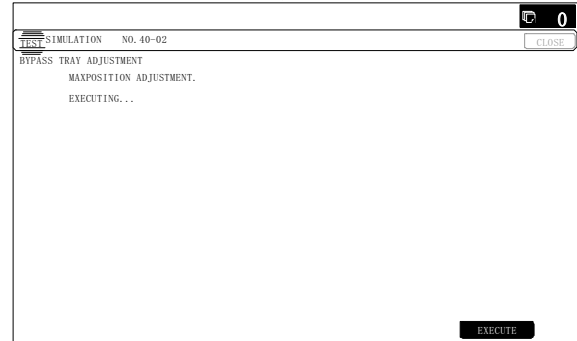 0
TEST SIMULATION NO.40-02
CLOSE
BYPASS TRAY ADJUSTMENT
MAXPOSITION ADJUSTMENT.
EXECUTING...
EXECUTE